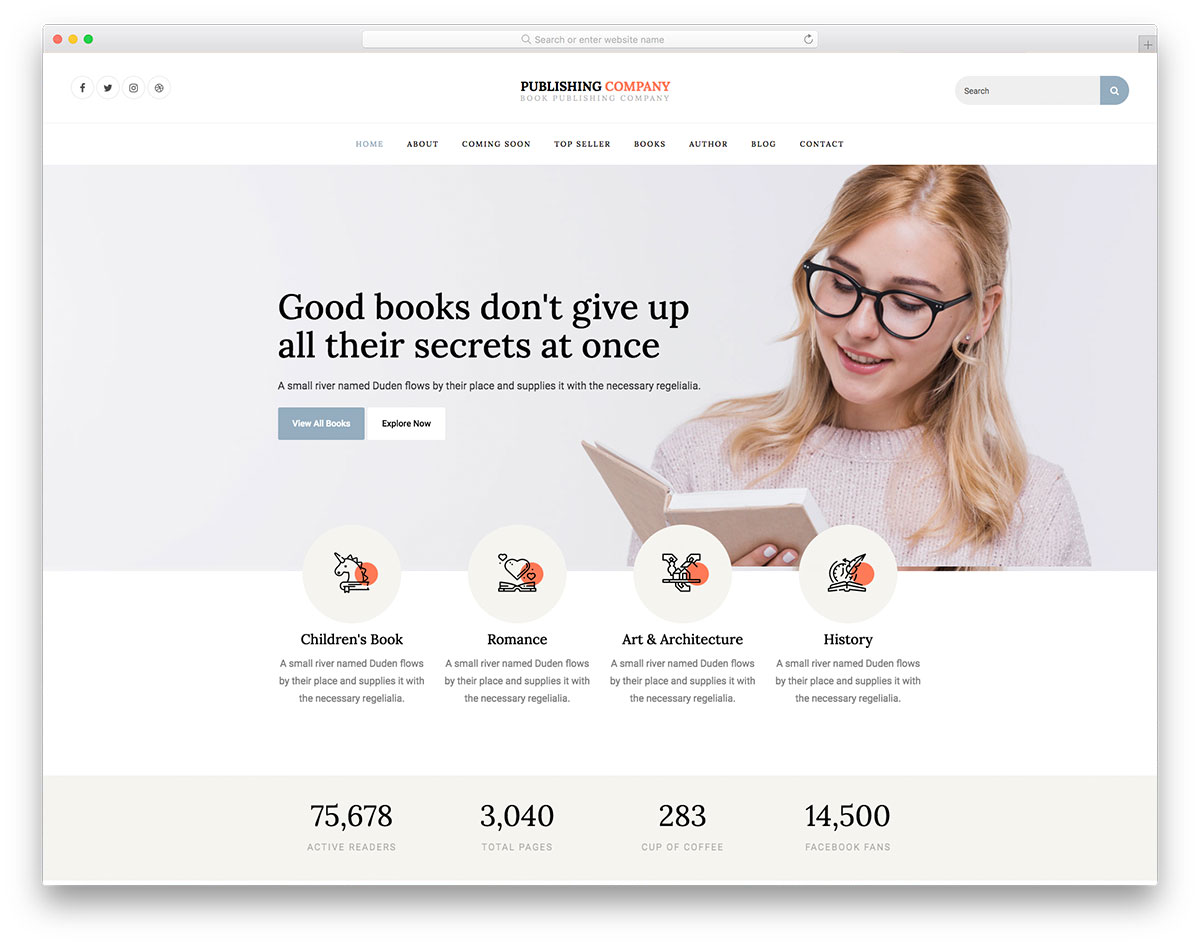 Search or enter website name
PUBLISHING COMPANY
BOOK PUBLISHING COMPANY
Search
HOME ABOUT COMING SOON TOP SELLER BOOKS AUTHOR BLOG CONTACT
Good books don't give up
all their secrets at once
A small river named Duden flows by their place and supplies it with the necessary regelialia.
View All Books Explore Now
Children's Book
A small river named Duden flows
by their place and supplies it with
the necessary regelialia.
Romance
A small river named Duden flows
by their place and supplies it with
the necessary regelialia.
Art & Architecture
A small river named Duden flows
by their place and supplies it with
the necessary regelialia.
History
A small river named Duden flows
by their place and supplies it with
the necessary regelialia.
75,678
ACTIVE READERS
3,040
TOTAL PAGES
283
CUP OF COFFEE
14,500
FACEBOOK FANS